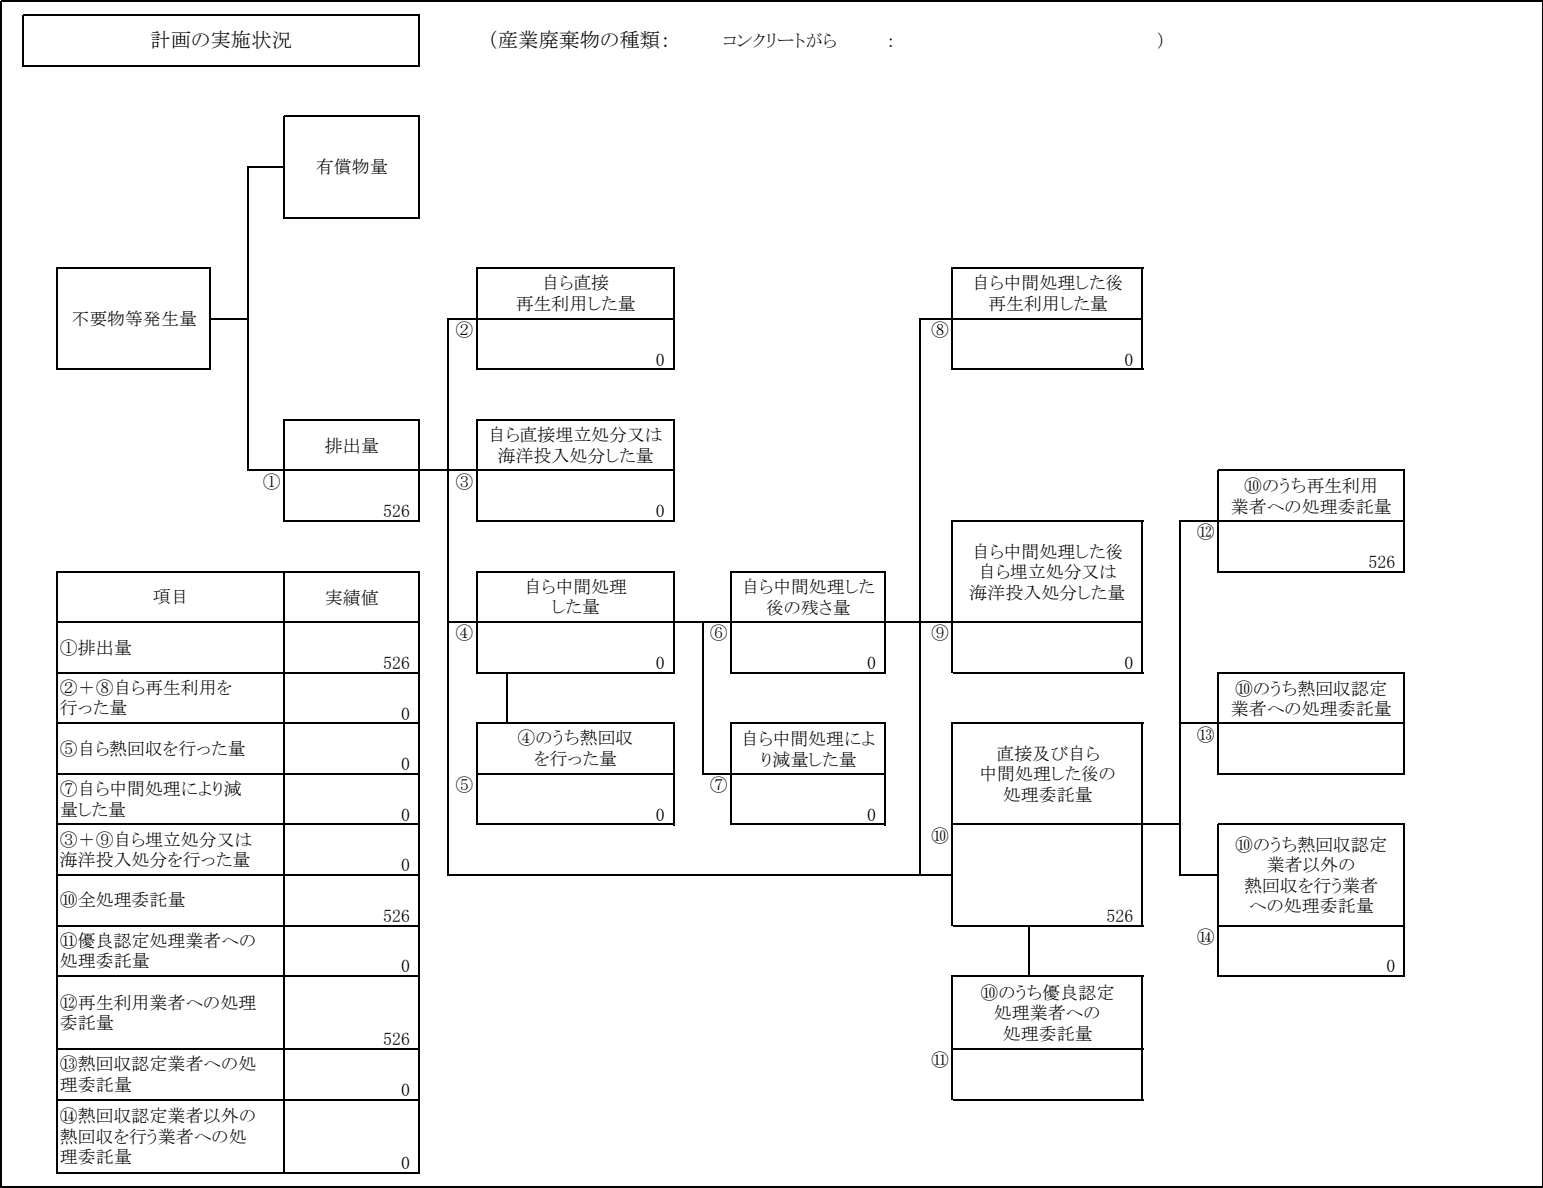 計画の実施状況
（産業廃棄物の種類： コンクリートがら ： ）
有償物量
不要物等発生量
自ら直接
再生利用した量
②
0
自ら中間処理した後
再生利用した量
⑧
0
排出量
①
526
自ら直接埋立処分又は
海洋投入処分した量
③
0
⑩のうち再生利用
業者への処理委託量
⑫
526
自ら中間処理した後
自ら埋立処分又は
海洋投入処分した量
⑨
0
自ら中間処理
した量
④
0
自ら中間処理した
後の残さ量
⑥
0
⑩のうち熱回収認定
業者への処理委託量
⑬
④のうち熱回収
を行った量
⑤
0
自ら中間処理によ
り減量した量
⑦
0
直接及び自ら
中間処理した後の
処理委託量
⑩
526
⑩のうち熱回収認定
業者以外の
熱回収を行う業者
への処理委託量
⑭
0
⑩のうち優良認定
処理業者への
処理委託量
⑪
項目 実績値
①排出量
526
②＋⑧自ら再生利用を
行った量
0
⑤自ら熱回収を行った量
0
⑦自ら中間処理により減
量した量
0
③＋⑨自ら埋立処分又は
海洋投入処分を行った量
0
⑩全処理委託量
526
⑪優良認定処理業者への
処理委託量
0
⑫再生利用業者への処理
委託量
526
⑬熱回収認定業者への処
理委託量
0
⑭熱回収認定業者以外の
熱回収を行う業者への処
理委託量
0